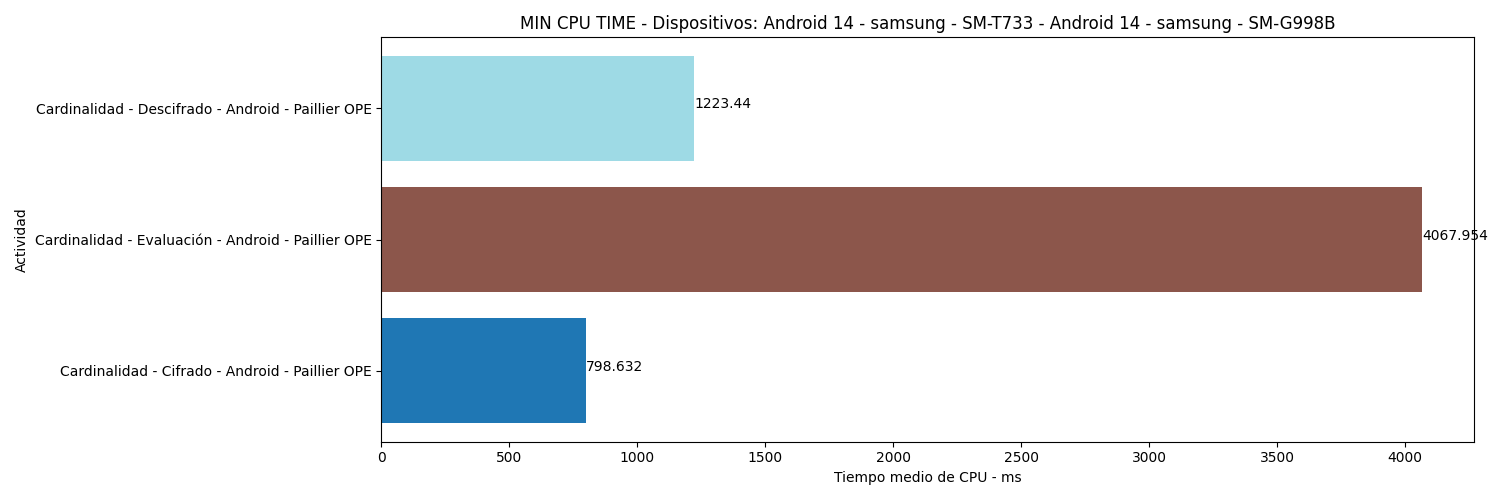 MIN CPU TIME - Dispositivos: Android 14 - samsung - SM-T733 - Android 14 - samsung - SM-G998B
Cardinalidad - Descifrado - Android - Paillier OPE
1223.44
Actividad
Cardinalidad - Evaluación - Android - Paillier OPE
4067.954
Cardinalidad - Cifrado - Android - Paillier OPE
798.632
0 500 1000 1500 2000 2500 3000 3500 4000
Tiempo medio de CPU - ms